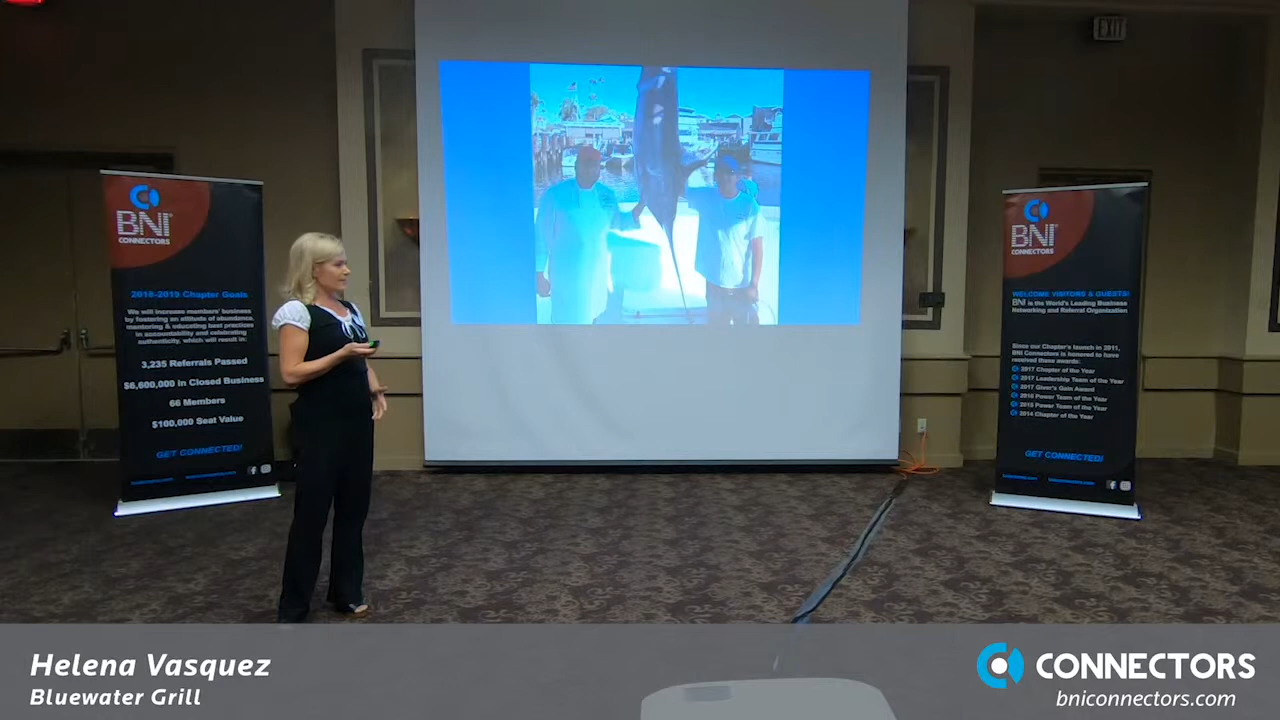 EXIT
BNI®
CONNECTORS
2018-2019 Chapter Goals
We will increase members' business
by fostering an attitude of abundance,
mentoring & educating best practices
in accountability and celebrating
authenticity, which will result in:
3,235 Referrals Passed
$6,600,000 in Closed Business
66 Members
$100,000 Seat Value
GET CONNECTED!
BNI
CONNECTORS
WELCOME VISITORS & GUESTS!
BNI is the World's Leading Business
Networking and Referral Organization
Since our Chapter's launch in 2011,
BNI Connectors is honored to have
received these awards:
2017 Chapter of the Year
2017 Leadership Team of the Year
2017 Giver's Gain Award
2016 Power Team of the Year
2015 Power Team of the Year
2014 Chapter of the Year
GET CONNECTED!
Helena Vasquez
Bluewater Grill
CONNECTORS
bniconnectors.com